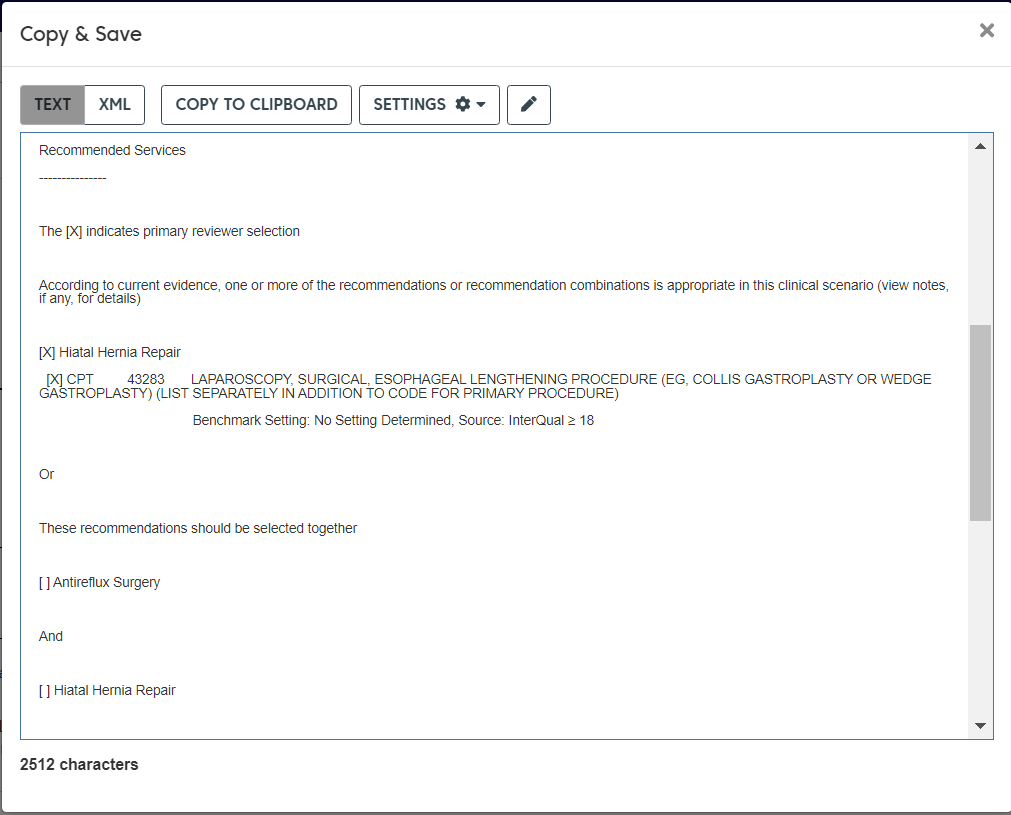 Copy & Save
TEXT XML COPY TO CLIPBOARD SETTINGS
Recommended Services
---------------
The [X] indicates primary reviewer selection
According to current evidence, one or more of the recommendations or recommendation combinations is appropriate in this clinical scenario (view notes,
if any, for details)
[X] Hiatal Hernia Repair
[X] CPT 43283 LAPAROSCOPY, SURGICAL, ESOPHAGEAL LENGTHENING PROCEDURE (EG, COLLIS GASTROPLASTY OR WEDGE
GASTROPLASTY) (LIST SEPARATELY IN ADDITION TO CODE FOR PRIMARY PROCEDURE)
Benchmark Setting: No Setting Determined, Source: InterQual ≥ 18
Or
These recommendations should be selected together
[ ] Antireflux Surgery
And
[ ] Hiatal Hernia Repair
2512 characters